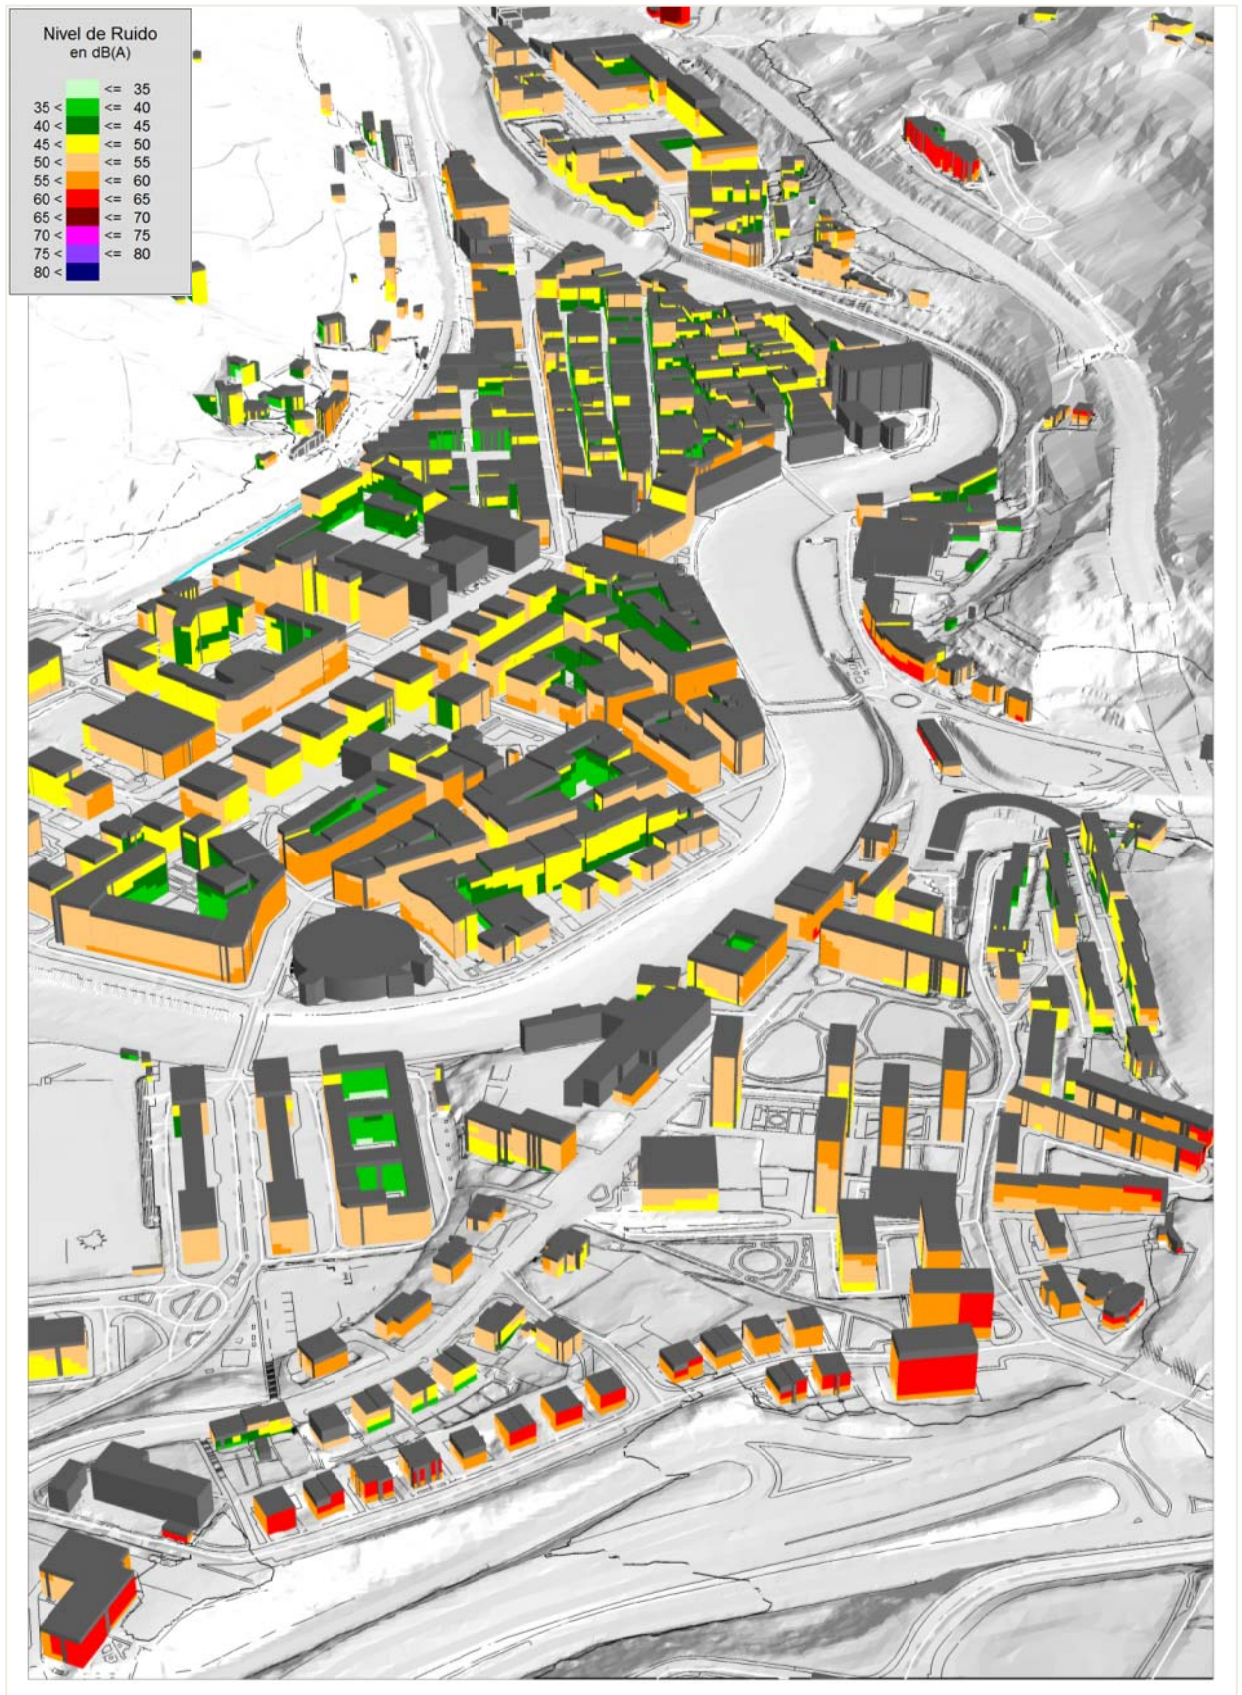 Nivel de Ruido
en dB(A)
<= 35
35 < <= 40
40 < <= 45
45 < <= 50
50 < <= 55
55 < <= 60
60 < <= 65
65 < <= 70
70 < <= 75
75 < <= 80
80 <